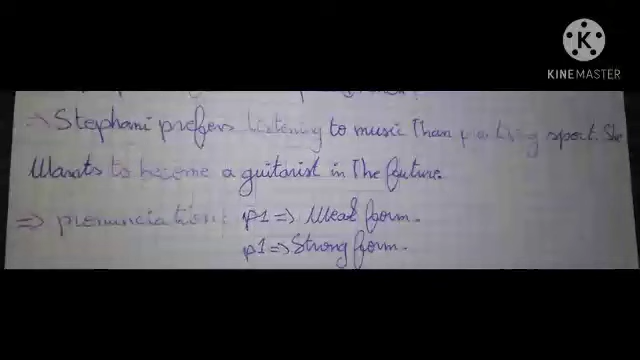 KINEMASTER
→ Stephani prefers listening to music Than sport. She
Wants to become a guitarist in The future.
⇒ pronunciation: p1 ⇒ Weak form.
p1 ⇒ Strong form.